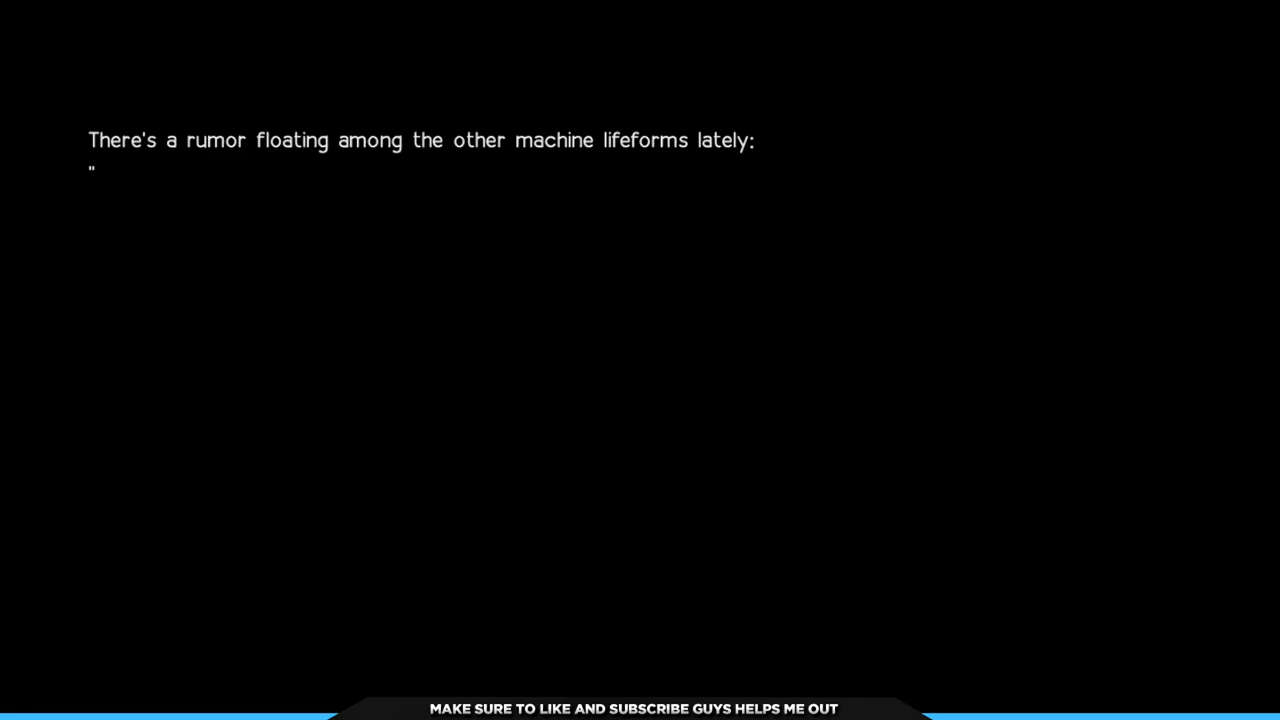 There's a rumor floating among the other machine lifeforms lately:
"
MAKE SURE TO LIKE AND SUBSCRIBE GUYS HELPS ME OUT